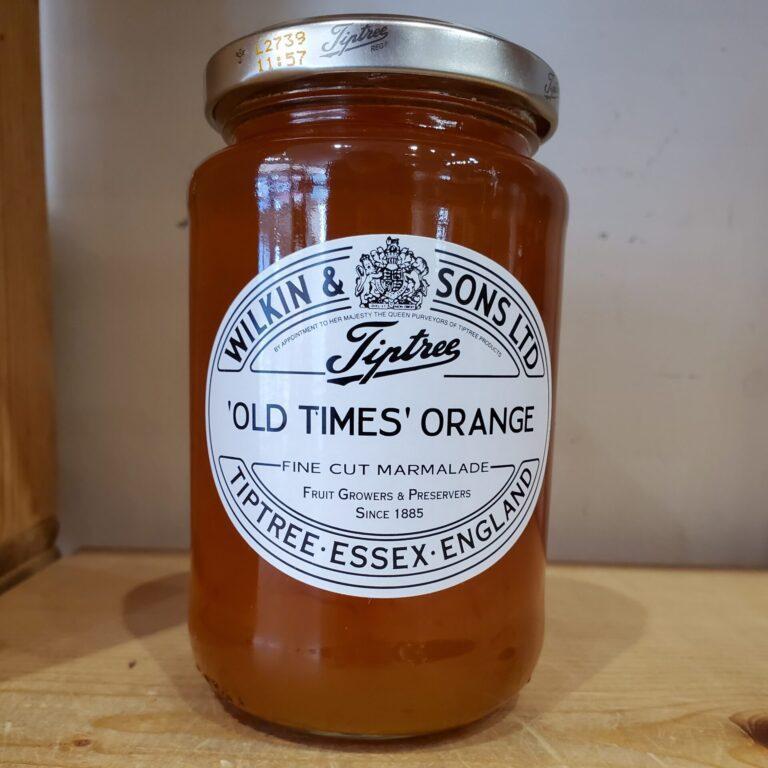 L2739
11:57
Tiptree
REG^D
WILKIN & SONS LTD
BY APPOINTMENT TO HER MAJESTY THE QUEEN PURVEYORS OF TIPTREE PRODUCTS
Tiptree
'OLD TIMES' ORANGE
FINE CUT MARMALADE
FRUIT GROWERS & PRESERVERS
SINCE 1885
TIPTREE · ESSEX · ENGLAND